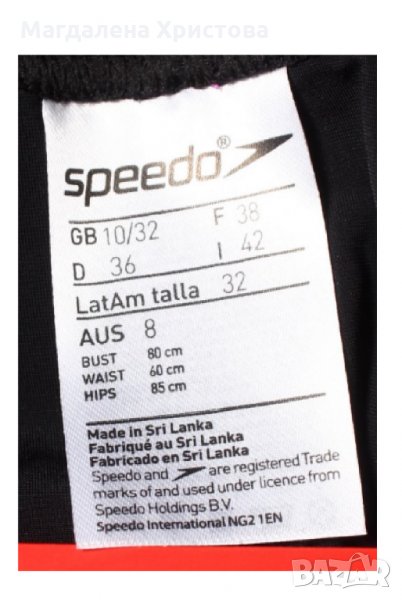 Магдалена Христова
speedo®
GB 10/32 F 38
D 36 I 42
LatAm talla 32
AUS 8
BUST 80 cm
WAIST 60 cm
HIPS 85 cm
Made in Sri Lanka
Fabriqué au Sri Lanka
Fabricado en Sri Lanka
Speedo and are registered Trade
marks of and used under licence from
Speedo Holdings B.V.
Speedo International NG2 1EN
BAZAR